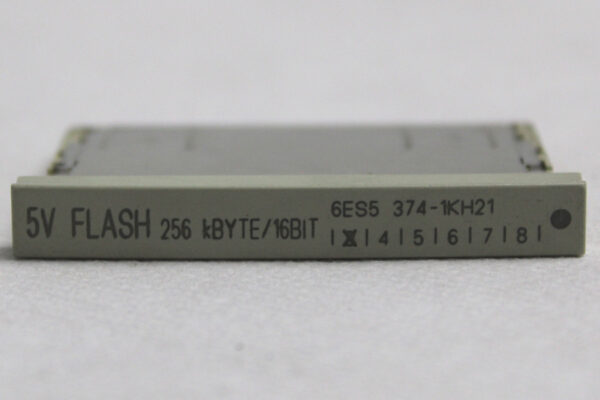 5V FLASH 256 kBYTE/16BIT
6ES5 374-1KH21
| X | 4 | 5 | 6 | 7 | 8 |